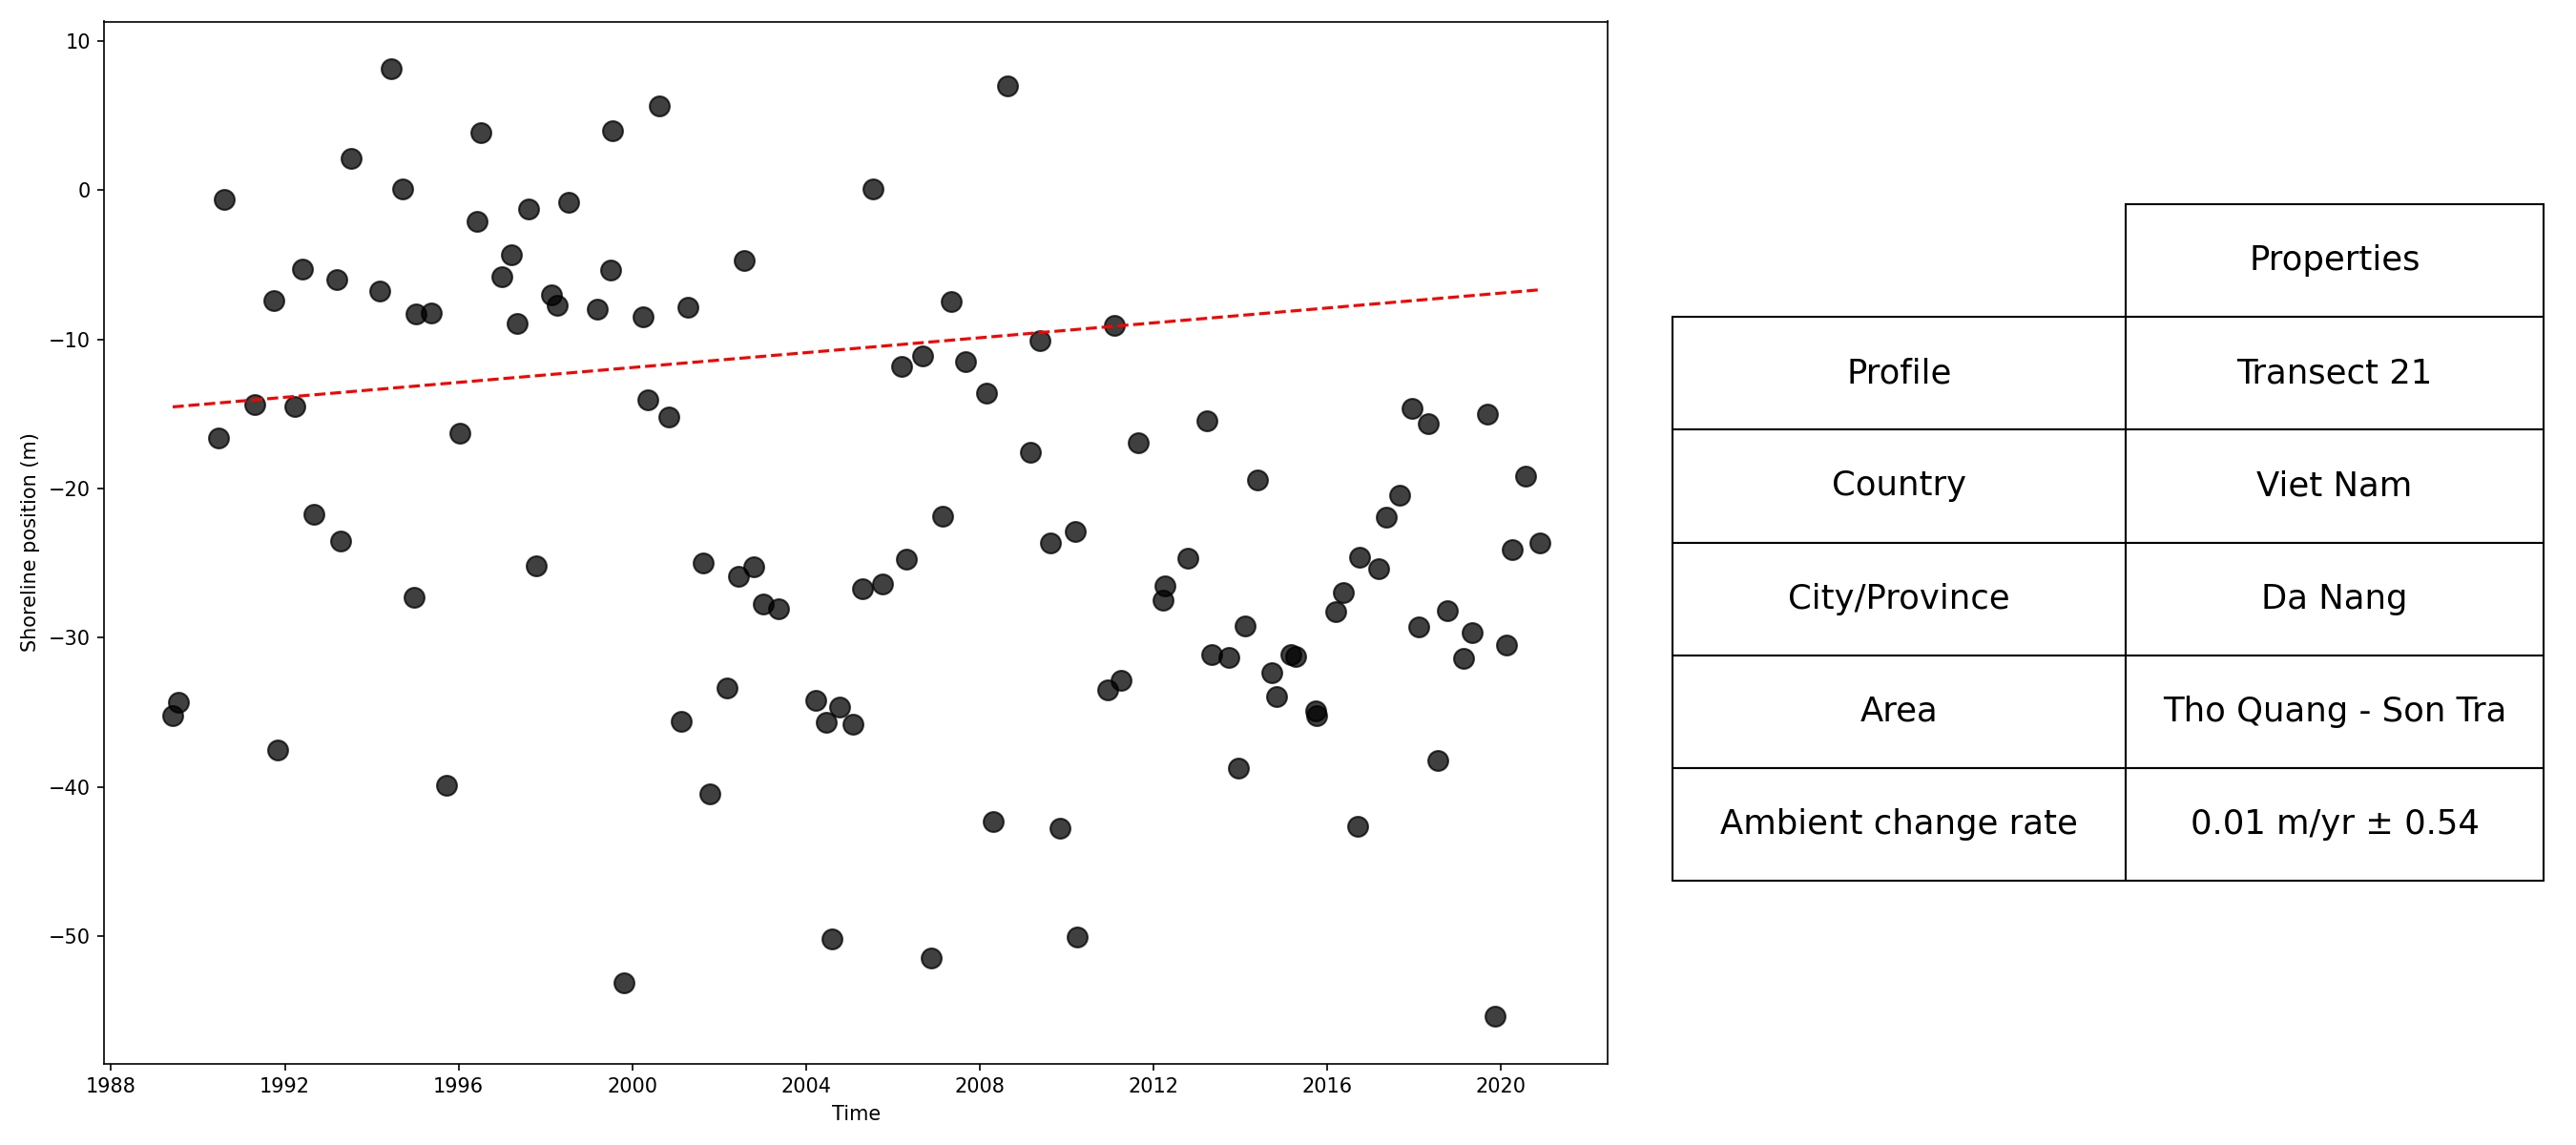 10
0
−10
−20
−30
−40
−50
Shoreline position (m)
1988 1992 1996 2000 2004 2008 2012 2016 2020
Time
Properties
Profile Transect 21
Country Viet Nam
City/Province Da Nang
Area Tho Quang - Son Tra
Ambient change rate 0.01 m/yr ± 0.54